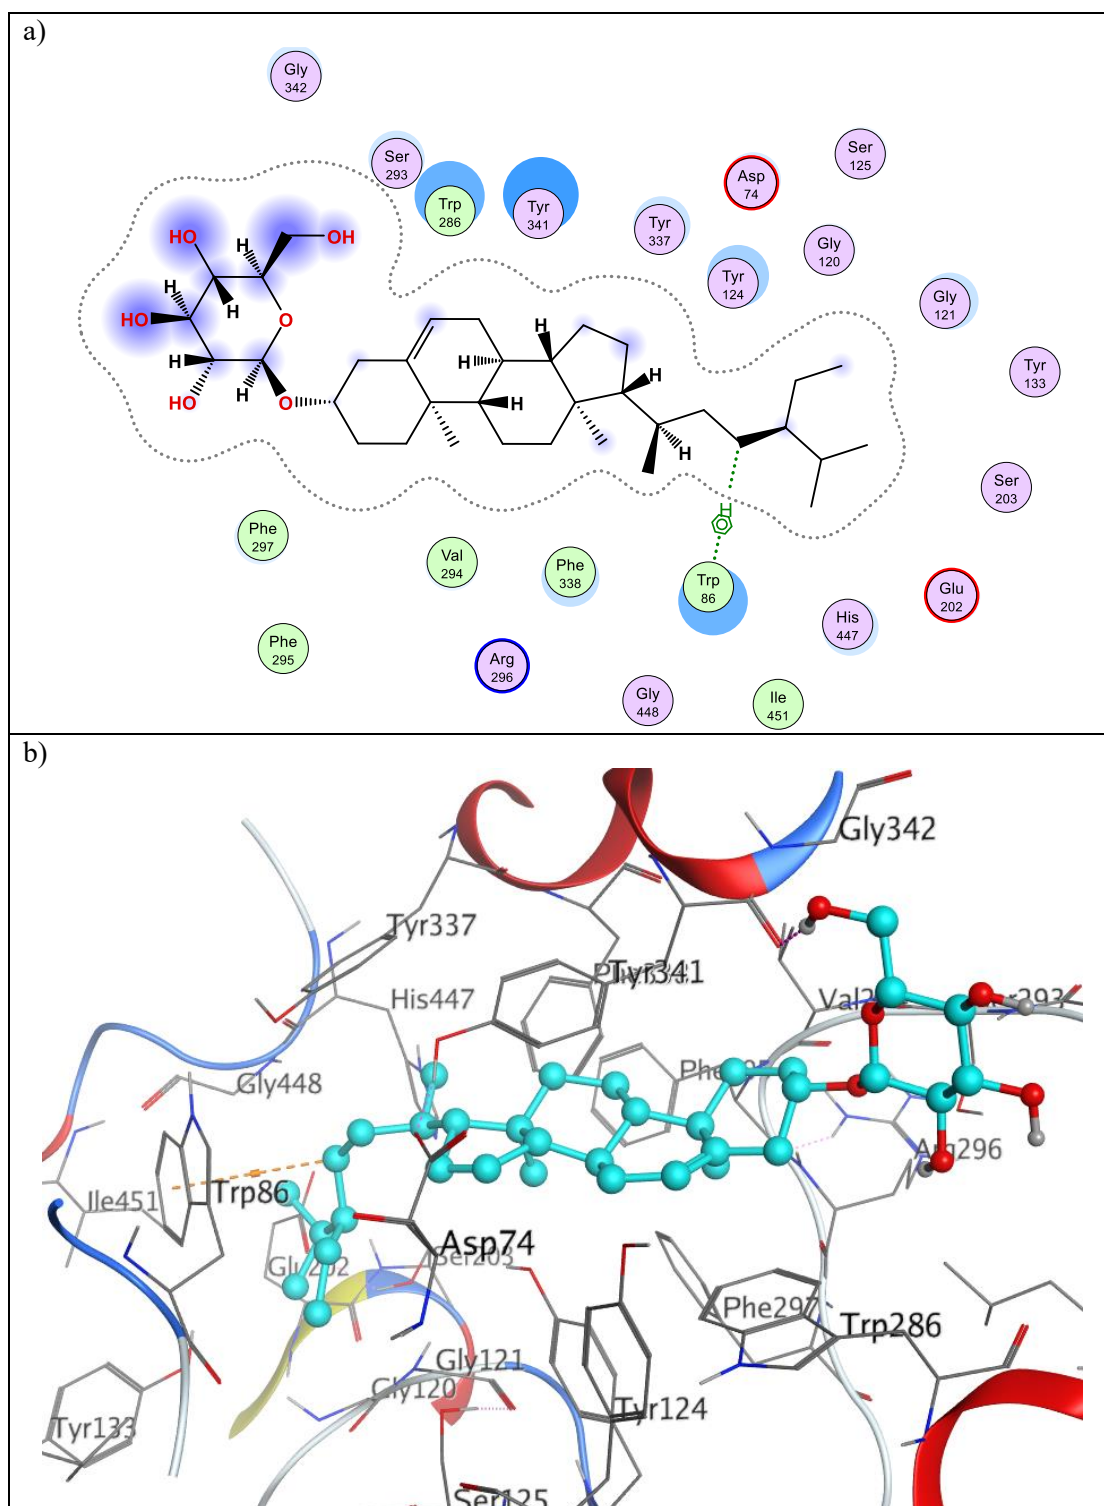 a)
Gly
342
Ser
293
Trp
286
Tyr
341
Tyr
337
Asp
74
Ser
125
Tyr
124
Gly
120
Gly
121
Tyr
133
HO
H
OH
H
H
HO
O
H
H
HO
O
H
H
H
H
H
H
Ser
203
H
Phe
297
Val
294
Phe
338
Trp
86
Glu
202
His
447
Phe
295
Arg
296
Gly
448
Ile
451
b)
Gly342
Tyr337
Tyr341
His447
Gly448
Arg296
Ile451
Trp86
Asp74
Ser203
Phe297
Trp286
Gly121
Gly120
Tyr124
Tyr133
Ser125